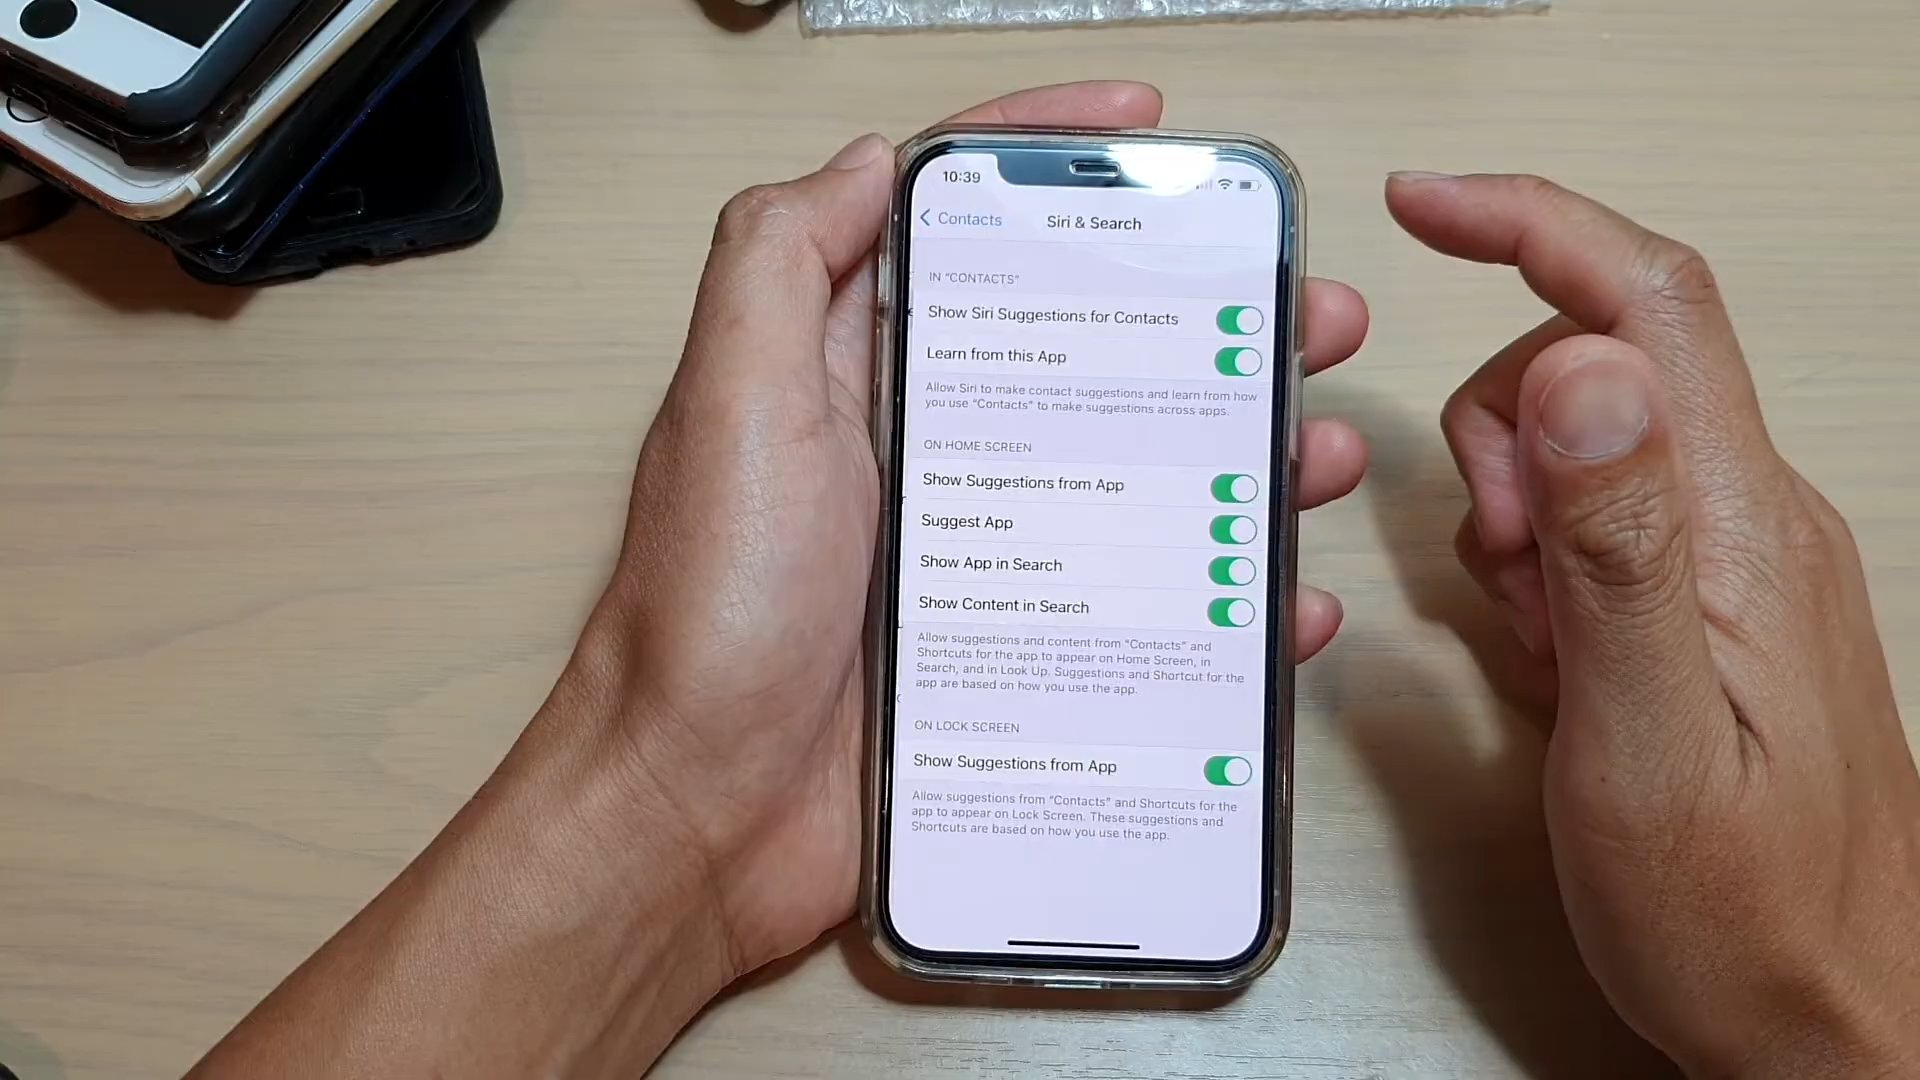 10:39
Contacts
Siri & Search
IN "CONTACTS"
Show Siri Suggestions for Contacts
Learn from this App
Allow Siri to make contact suggestions and learn from how
you use "Contacts" to make suggestions across apps.
ON HOME SCREEN
Show Suggestions from App
Suggest App
Show App in Search
Show Content in Search
Allow suggestions and content from "Contacts" and
Shortcuts for the app to appear on Home Screen, in
Search, and in Look Up. Suggestions and Shortcut for the
app are based on how you use the app.
ON LOCK SCREEN
Show Suggestions from App
Allow suggestions from "Contacts" and Shortcuts for the
app to appear on Lock Screen. These suggestions and
Shortcuts are based on how you use the app.